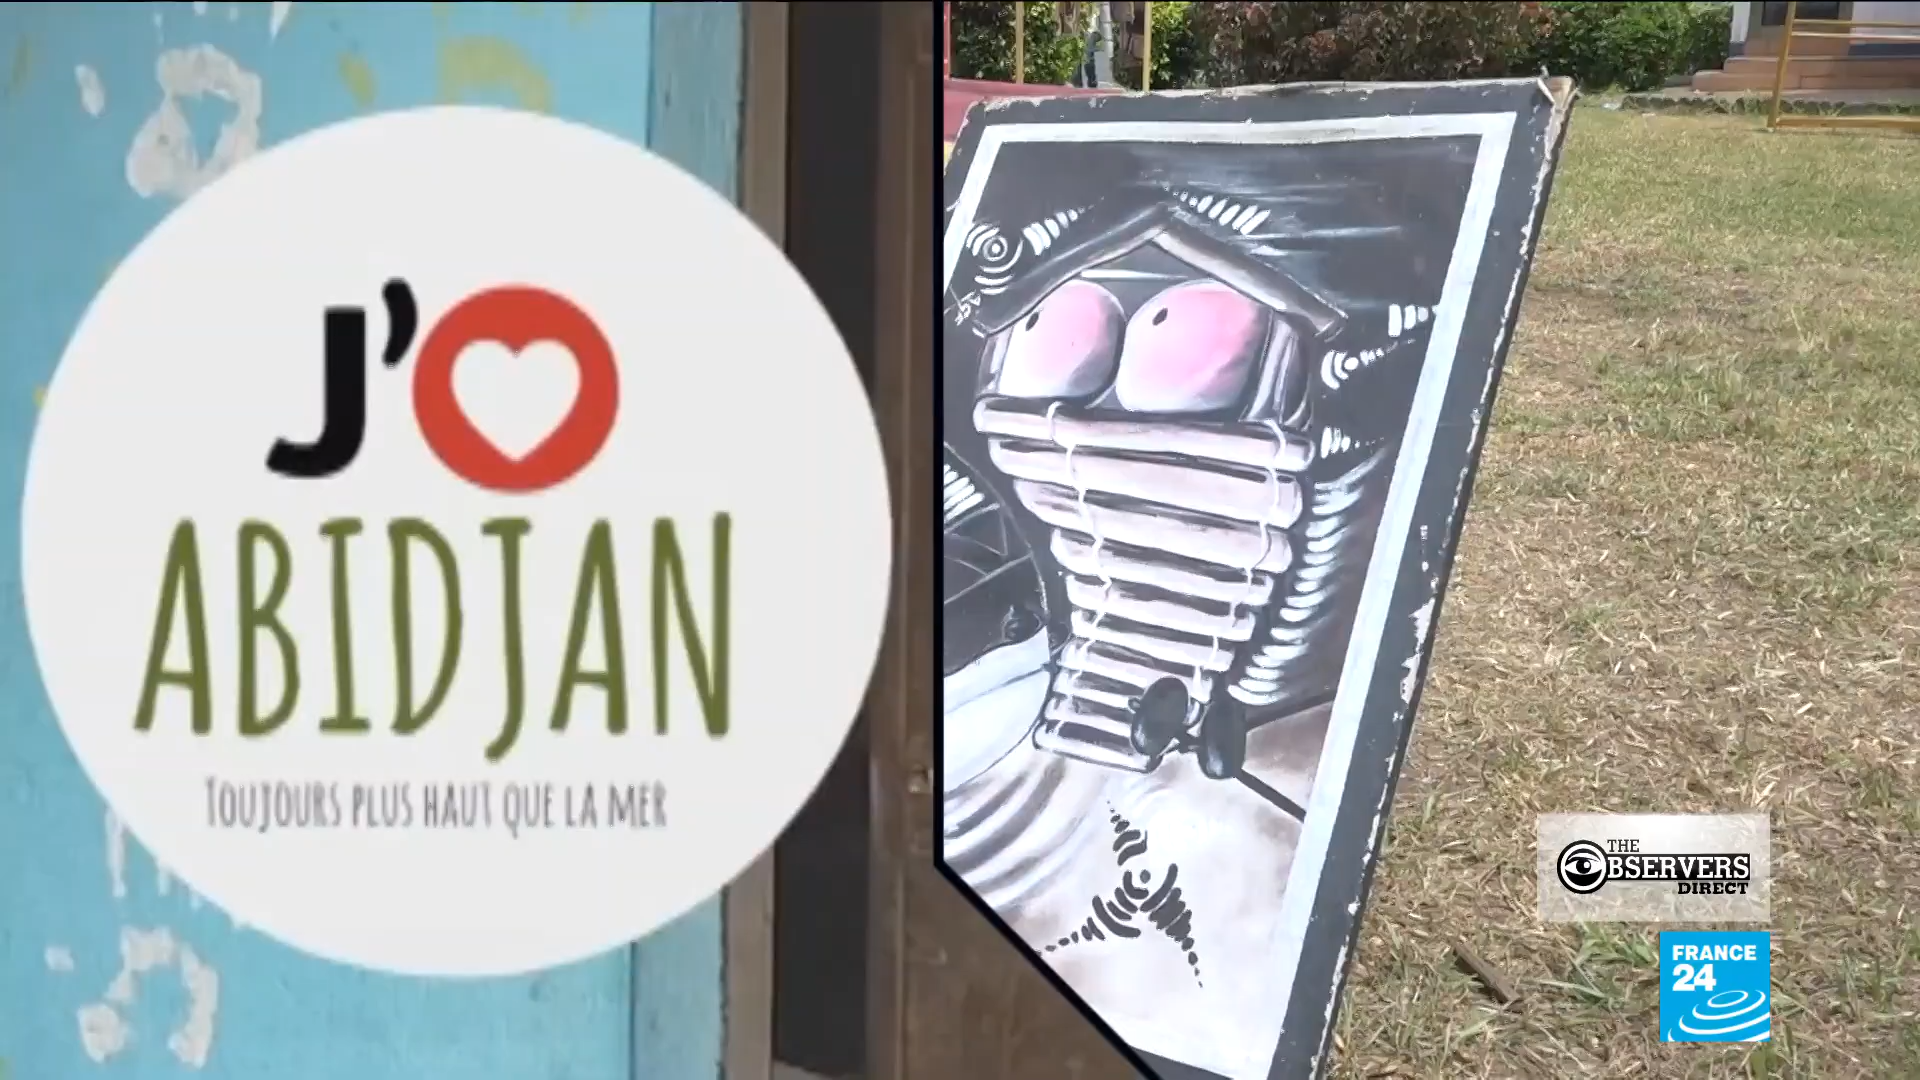 J'O
ABIDJAN
TOUJOURS PLUS HAUT QUE LA MER
THE
OBSERVERS
DIRECT
FRANCE
24